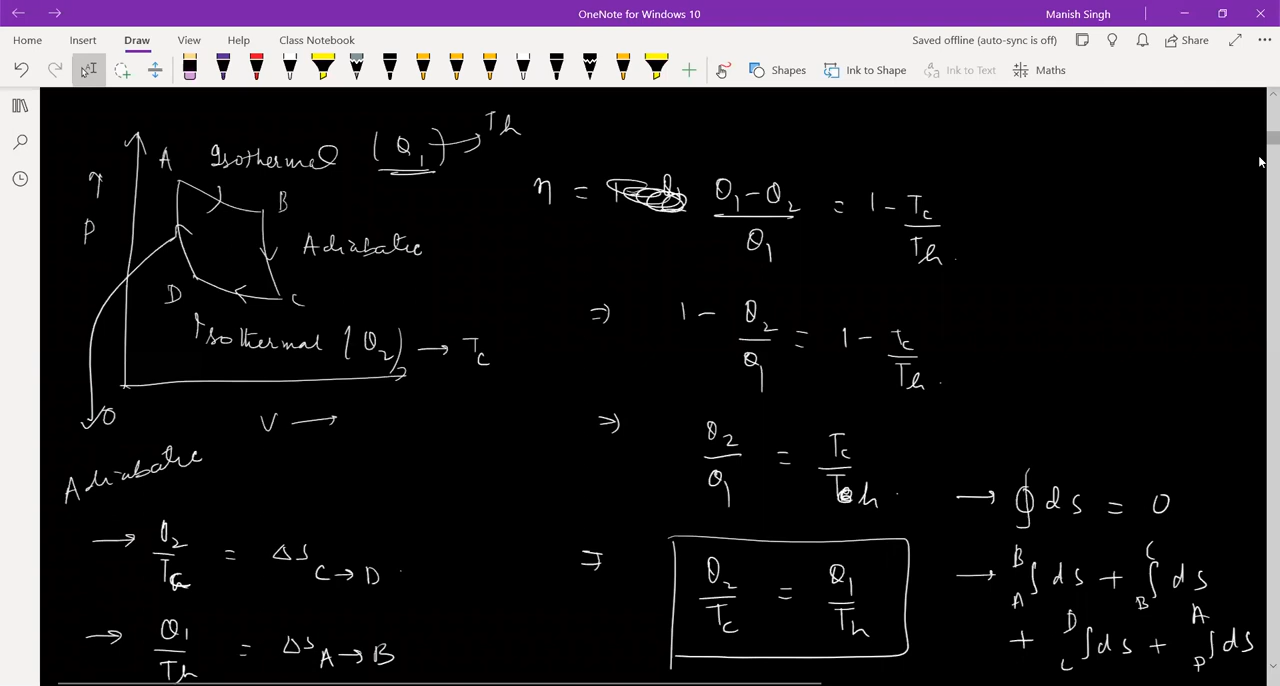 OneNote for Windows 10
Manish Singh
Home Insert Draw View Help Class Notebook
Saved offline (auto-sync is off) Share
Shapes Ink to Shape Ink to Text Maths
A Isothermal (Q₁) → Th
↑ P
B
Adiabatic
D C
Isothermal (Q₂) → Tc
V →
O
Adiabatic
→ Q₂/Tc = ΔS C→D
→ Q₁/Th = ΔS A→B
η = (Q₁ - Q₂)/Q₁ = 1 - Tc/Th.
⇒ 1 - Q₂/Q₁ = 1 - Tc/Th.
⇒ Q₂/Q₁ = Tc/Th.
⇒ Q₂/Tc = Q₁/Th
→ ∮ ds = 0
→ ᴮ∫ᴀ ds + ᶜ∫ʙ ds
+ ᴰ∫ᴄ ds + ᴬ∫ᴅ ds